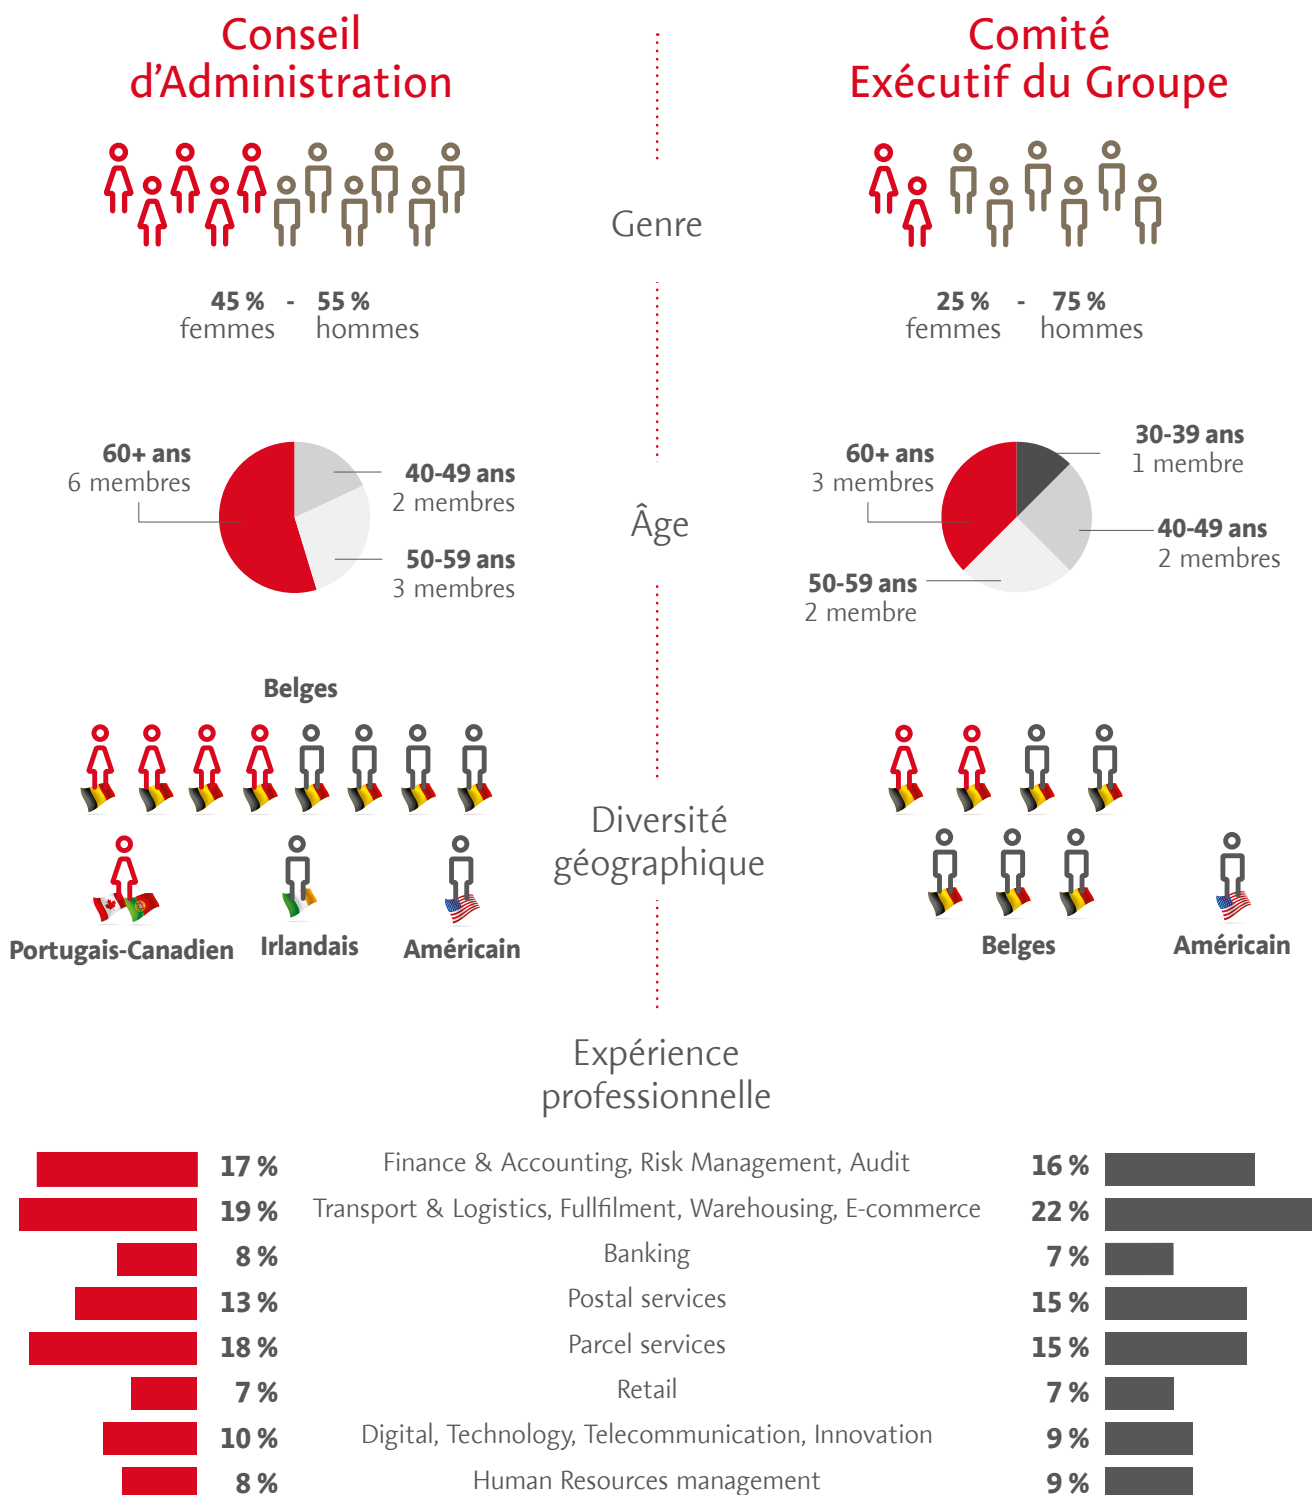 Conseil
d'Administration
Comité
Exécutif du Groupe
Genre
45 % - 55 %
femmes hommes
25 % - 75 %
femmes hommes
60+ ans
6 membres
40-49 ans
2 membres
50-59 ans
3 membres
Âge
60+ ans
3 membres
30-39 ans
1 membre
40-49 ans
2 membres
50-59 ans
2 membre
Belges
Portugais-Canadien
Irlandais
Américain
Diversité
géographique
Belges
Américain
Expérience
professionnelle
17 % Finance & Accounting, Risk Management, Audit 16 %
19 % Transport & Logistics, Fullfilment, Warehousing, E-commerce 22 %
8 % Banking 7 %
13 % Postal services 15 %
18 % Parcel services 15 %
7 % Retail 7 %
10 % Digital, Technology, Telecommunication, Innovation 9 %
8 % Human Resources management 9 %